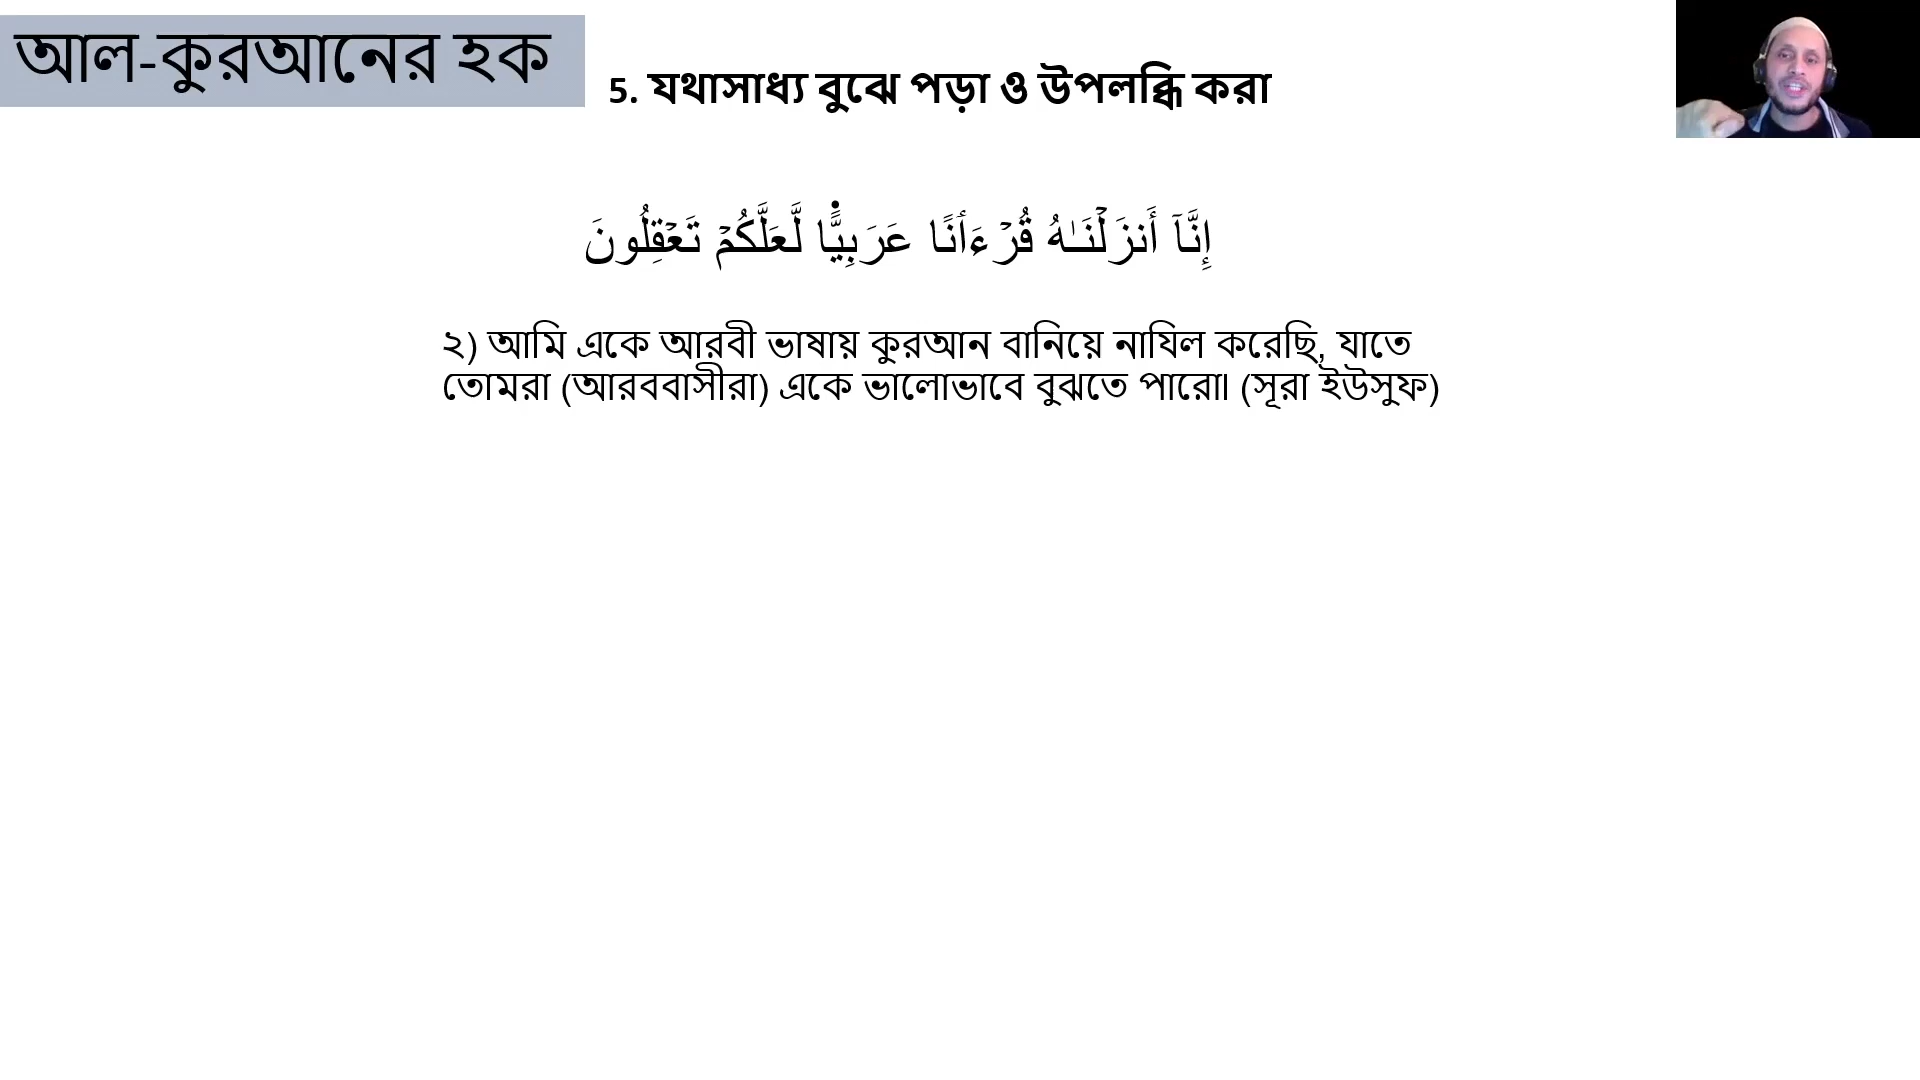 আল-কুরআনের হক
5. যথাসাধ্য বুঝে পড়া ও উপলব্ধি করা
إِنَّآ أَنزَلْنَـٰهُ قُرْءَٲنًا عَرَبِيًّا لَّعَلَّكُمْ تَعْقِلُونَ
২) আমি একে আরবী ভাষায় কুরআন বানিয়ে নাযিল করেছি, যাতে
তোমরা (আরববাসীরা) একে ভালোভাবে বুঝতে পারো৷ (সূরা ইউসুফ)